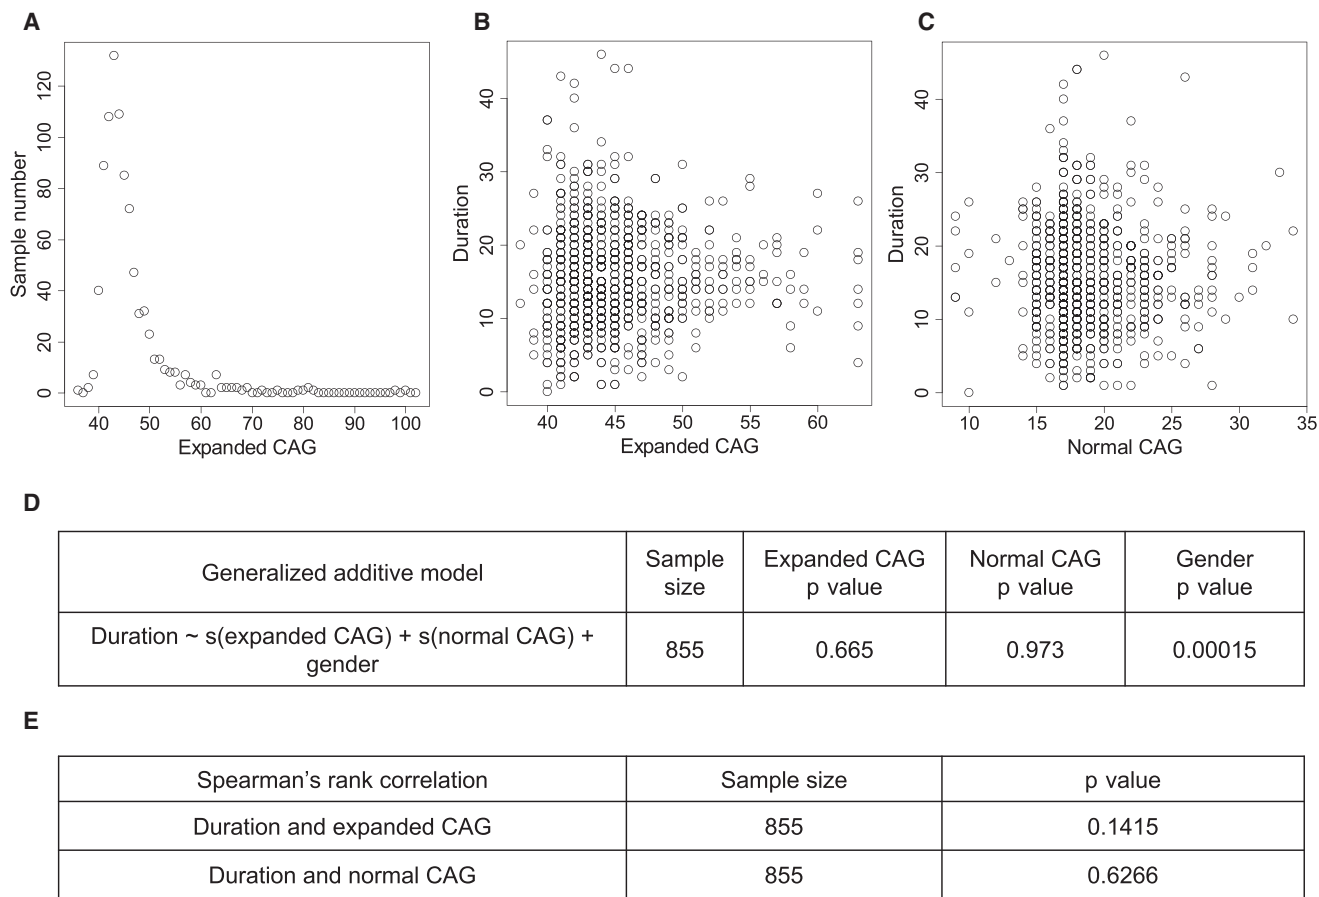 A
B
C
Sample number
0
20
40
60
80
100
120
40
50
60
70
80
90
100
Expanded CAG
Duration
0
10
20
30
40
40
45
50
55
60
Expanded CAG
Duration
0
10
20
30
40
10
15
20
25
30
35
Normal CAG
D
Generalized additive model
Sample
size
Expanded CAG
p value
Normal CAG
p value
Gender
p value
Duration ~ s(expanded CAG) + s(normal CAG) +
gender
855
0.665
0.973
0.00015
E
Spearman’s rank correlation
Sample size
p value
Duration and expanded CAG
855
0.1415
Duration and normal CAG
855
0.6266